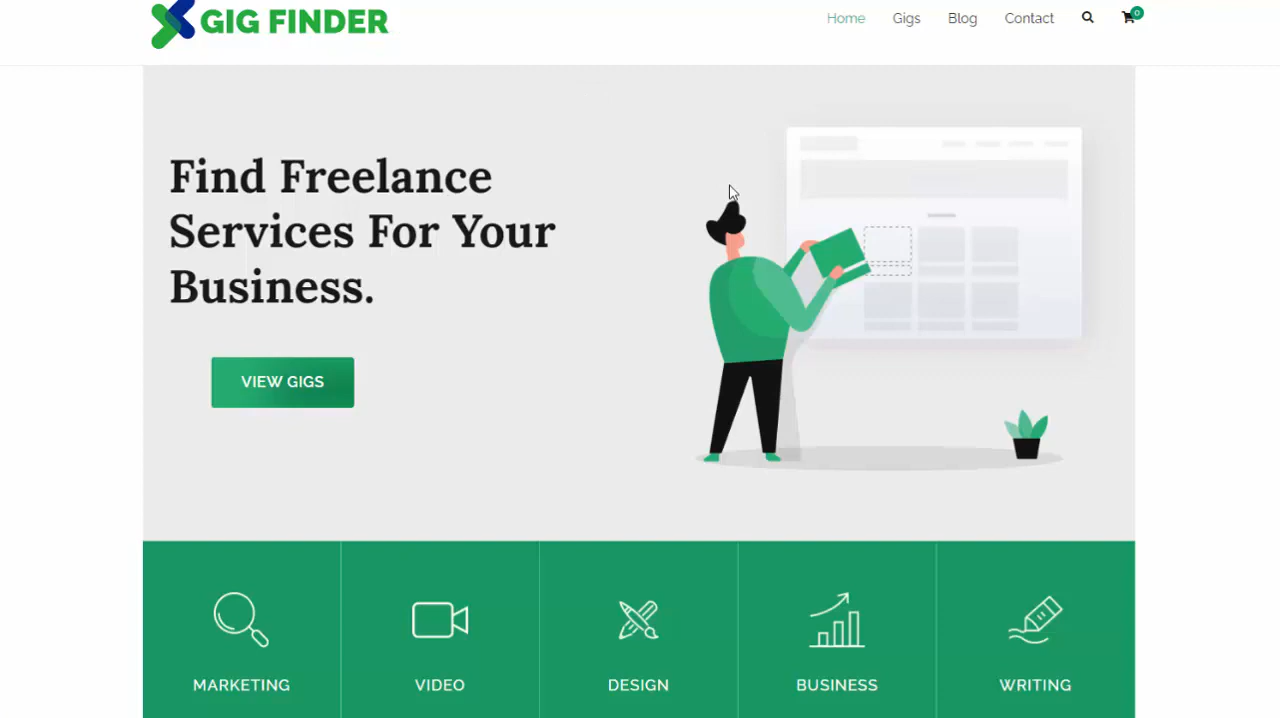 GIG FINDER
Home Gigs Blog Contact 0
Find Freelance
Services For Your
Business.
VIEW GIGS
MARKETING VIDEO DESIGN BUSINESS WRITING